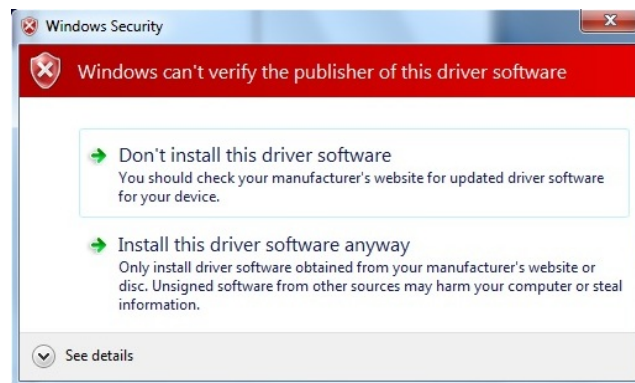 Windows Security
Windows can't verify the publisher of this driver software
Don't install this driver software
You should check your manufacturer's website for updated driver software
for your device.
Install this driver software anyway
Only install driver software obtained from your manufacturer's website or
disc. Unsigned software from other sources may harm your computer or steal
information.
See details